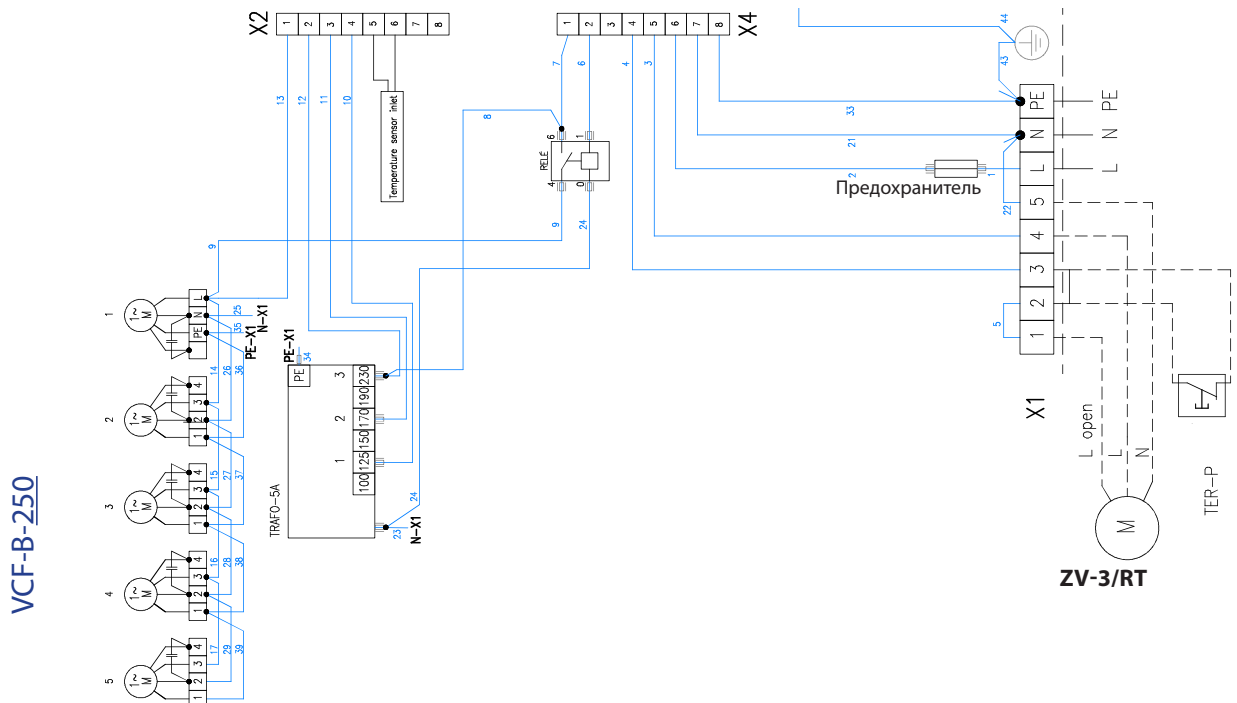 X2
1 2 3 4 5 6 7 8
1 2 3 4 5 6 7 8
X4
13
12
11
10
Temperature sensor inlet
7
6
8
4
3
33
21
2
1
44
43
22
5
PE
N
L
5
4
3
2
1
PE
N
L
X1
6
1
RELÉ
4
0
9
24
Предохранитель
9
1
1~
M
L
N
PE
25
35
N-X1
PE-X1
14
26
36
2
1~
M
4
3
2
1
15
27
37
3
1~
M
4
3
2
1
16
28
38
4
1~
M
4
3
2
1
17
29
39
5
1~
M
4
3
2
1
PE-X1
34
PE
3
2
1
230
190
170
150
125
100
TRAFO-5A
24
23
N-X1
L open
L
N
M
ZV-3/RT
TER-P
VCF-B-250